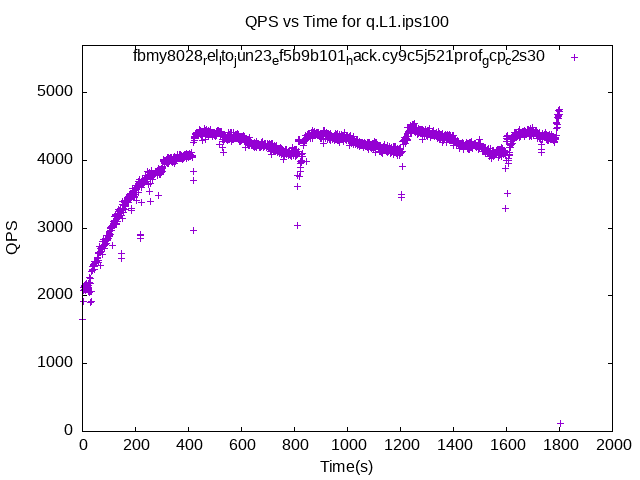 QPS vs Time for q.L1.ips100
fbmy8028relltojun23ef5b9b101hack.cy9c5j521profgcpc2s30
5000
4000
3000
2000
1000
0
QPS
0 200 400 600 800 1000 1200 1400 1600 1800 2000
Time(s)